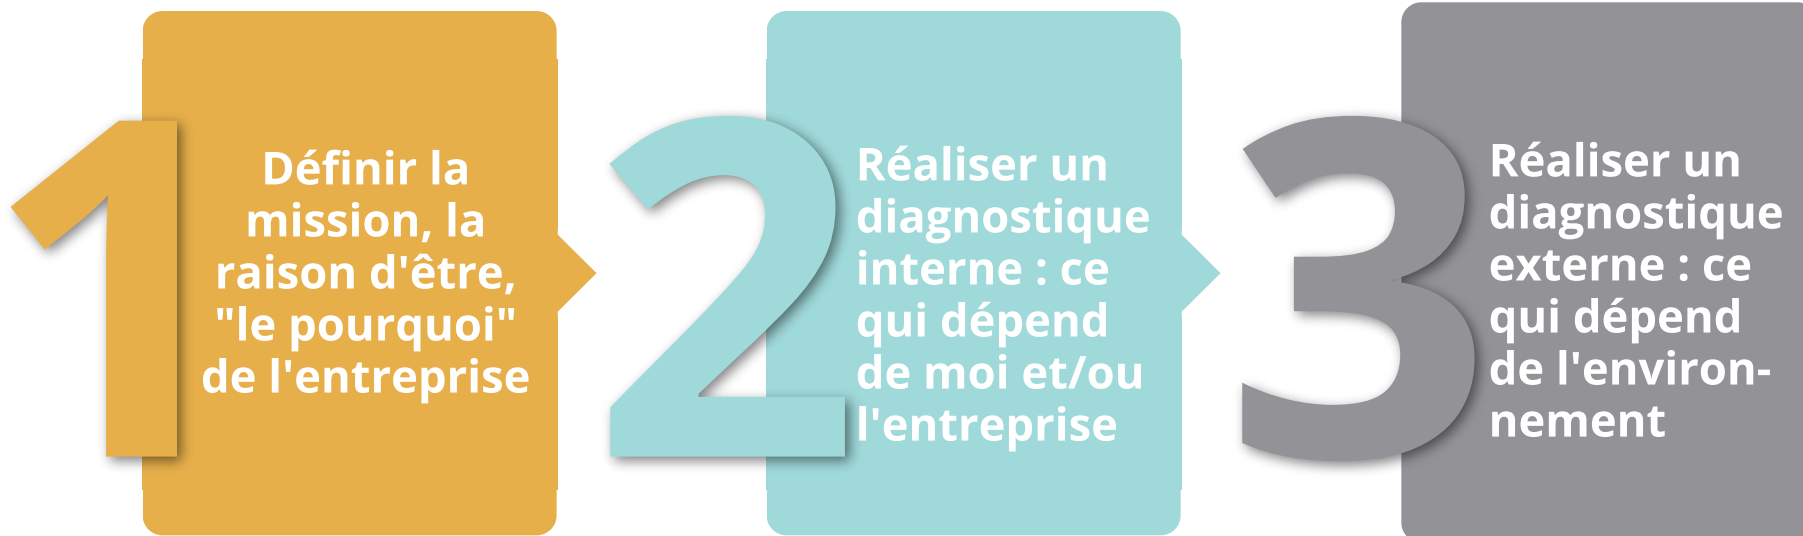 1
Définir la
mission, la
raison d'être,
"le pourquoi"
de l'entreprise
2
Réaliser un
diagnostique
interne : ce
qui dépend
de moi et/ou
l'entreprise
3
Réaliser un
diagnostique
externe : ce
qui dépend
de l'environ-
nement